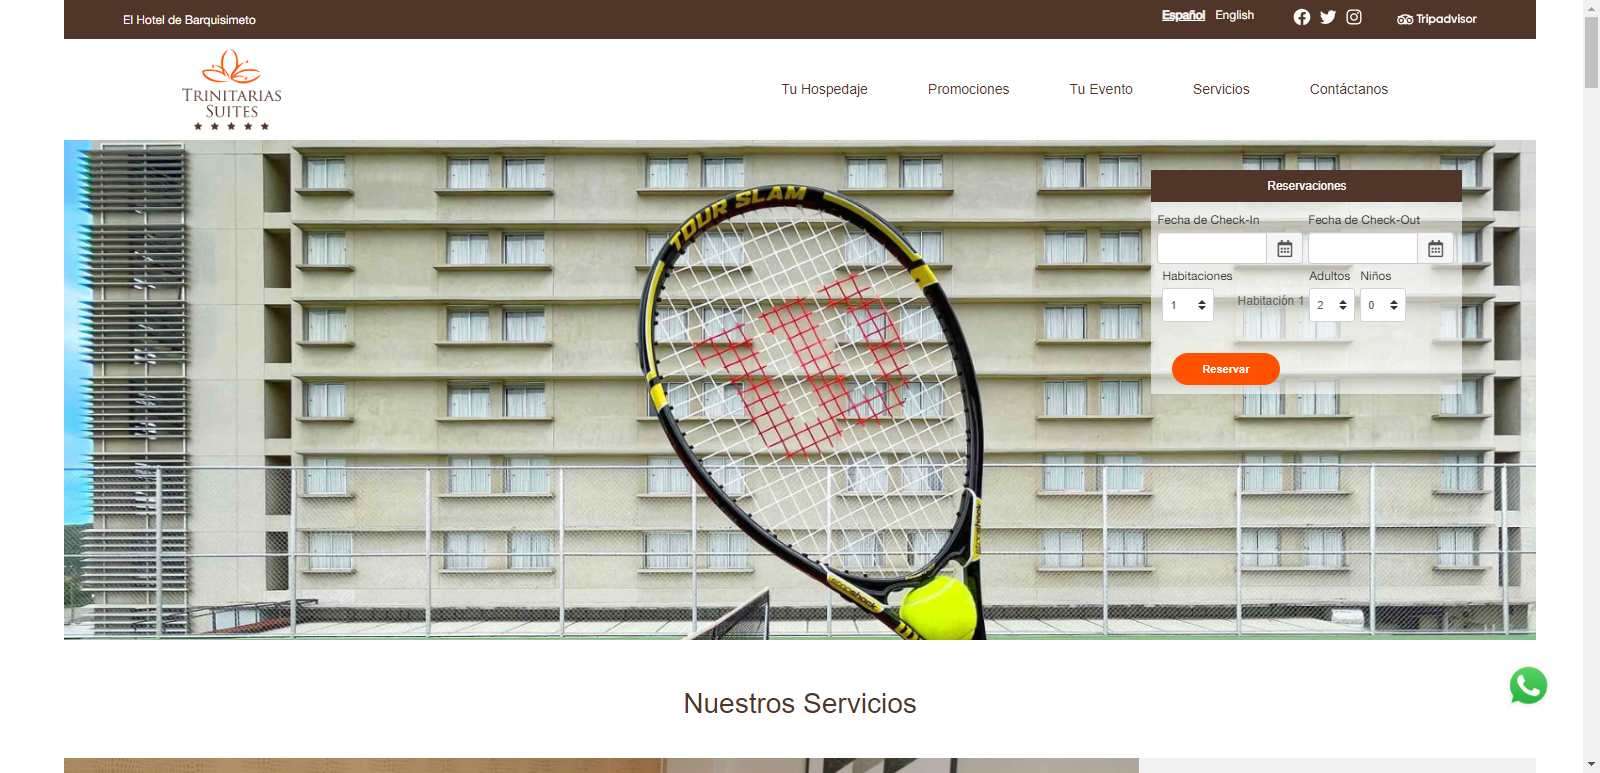 El Hotel de Barquisimeto
Español English
Tripadvisor
TRINITARIAS
SUITES
Tu Hospedaje
Promociones
Tu Evento
Servicios
Contáctanos
TOUR SLAM
Reservaciones
Fecha de Check-In Fecha de Check-Out
Habitaciones Adultos Niños
1 Habitación 1 2 0
Reservar
stopshock
stopshock
Nuestros Servicios